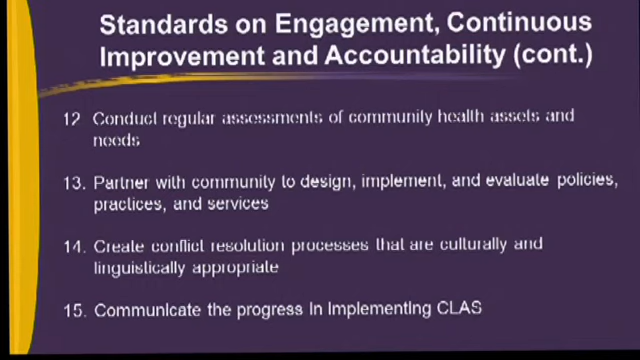 Standards on Engagement, Continuous
Improvement and Accountability (cont.)
12 Conduct regular assessments of community health assets and
needs
13. Partner with community to design, implement, and evaluate policies,
practices, and services
14. Create conflict resolution processes that are culturally and
linguistically appropriate
15. Communicate the progress in implementing CLAS